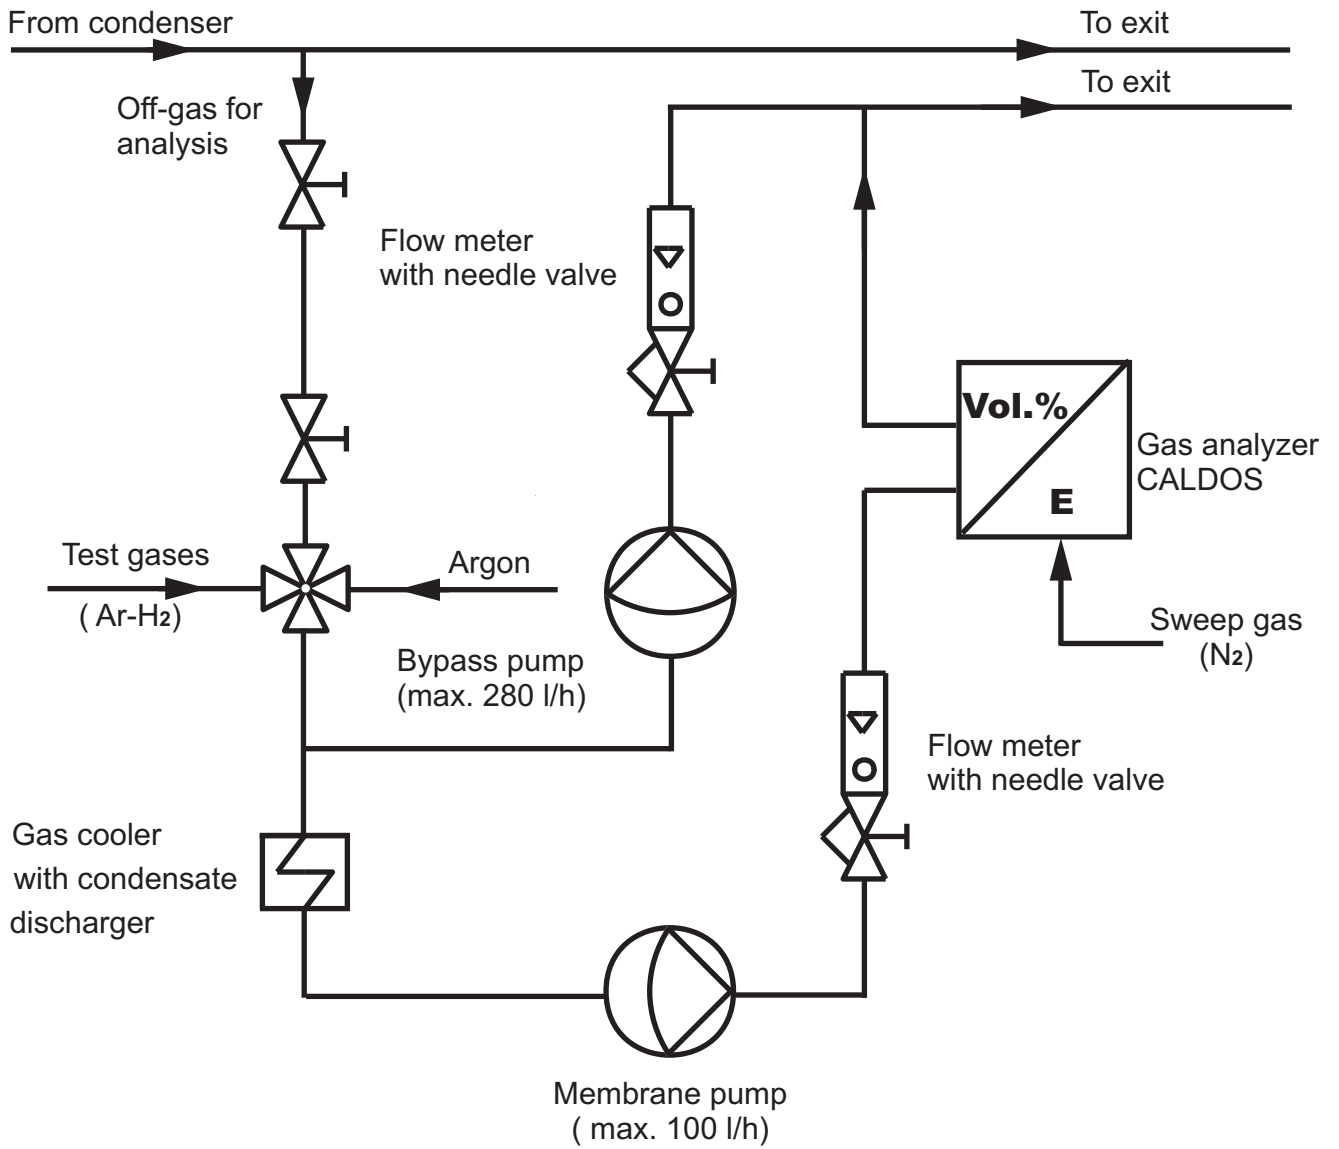 From condenser
To exit
To exit
Off-gas for
analysis
Flow meter
with needle valve
Vol.%
E
Gas analyzer
CALDOS
Test gases
( Ar-H2)
Argon
Sweep gas
(N2)
Bypass pump
(max. 280 l/h)
Flow meter
with needle valve
Gas cooler
with condensate
discharger
Membrane pump
( max. 100 l/h)